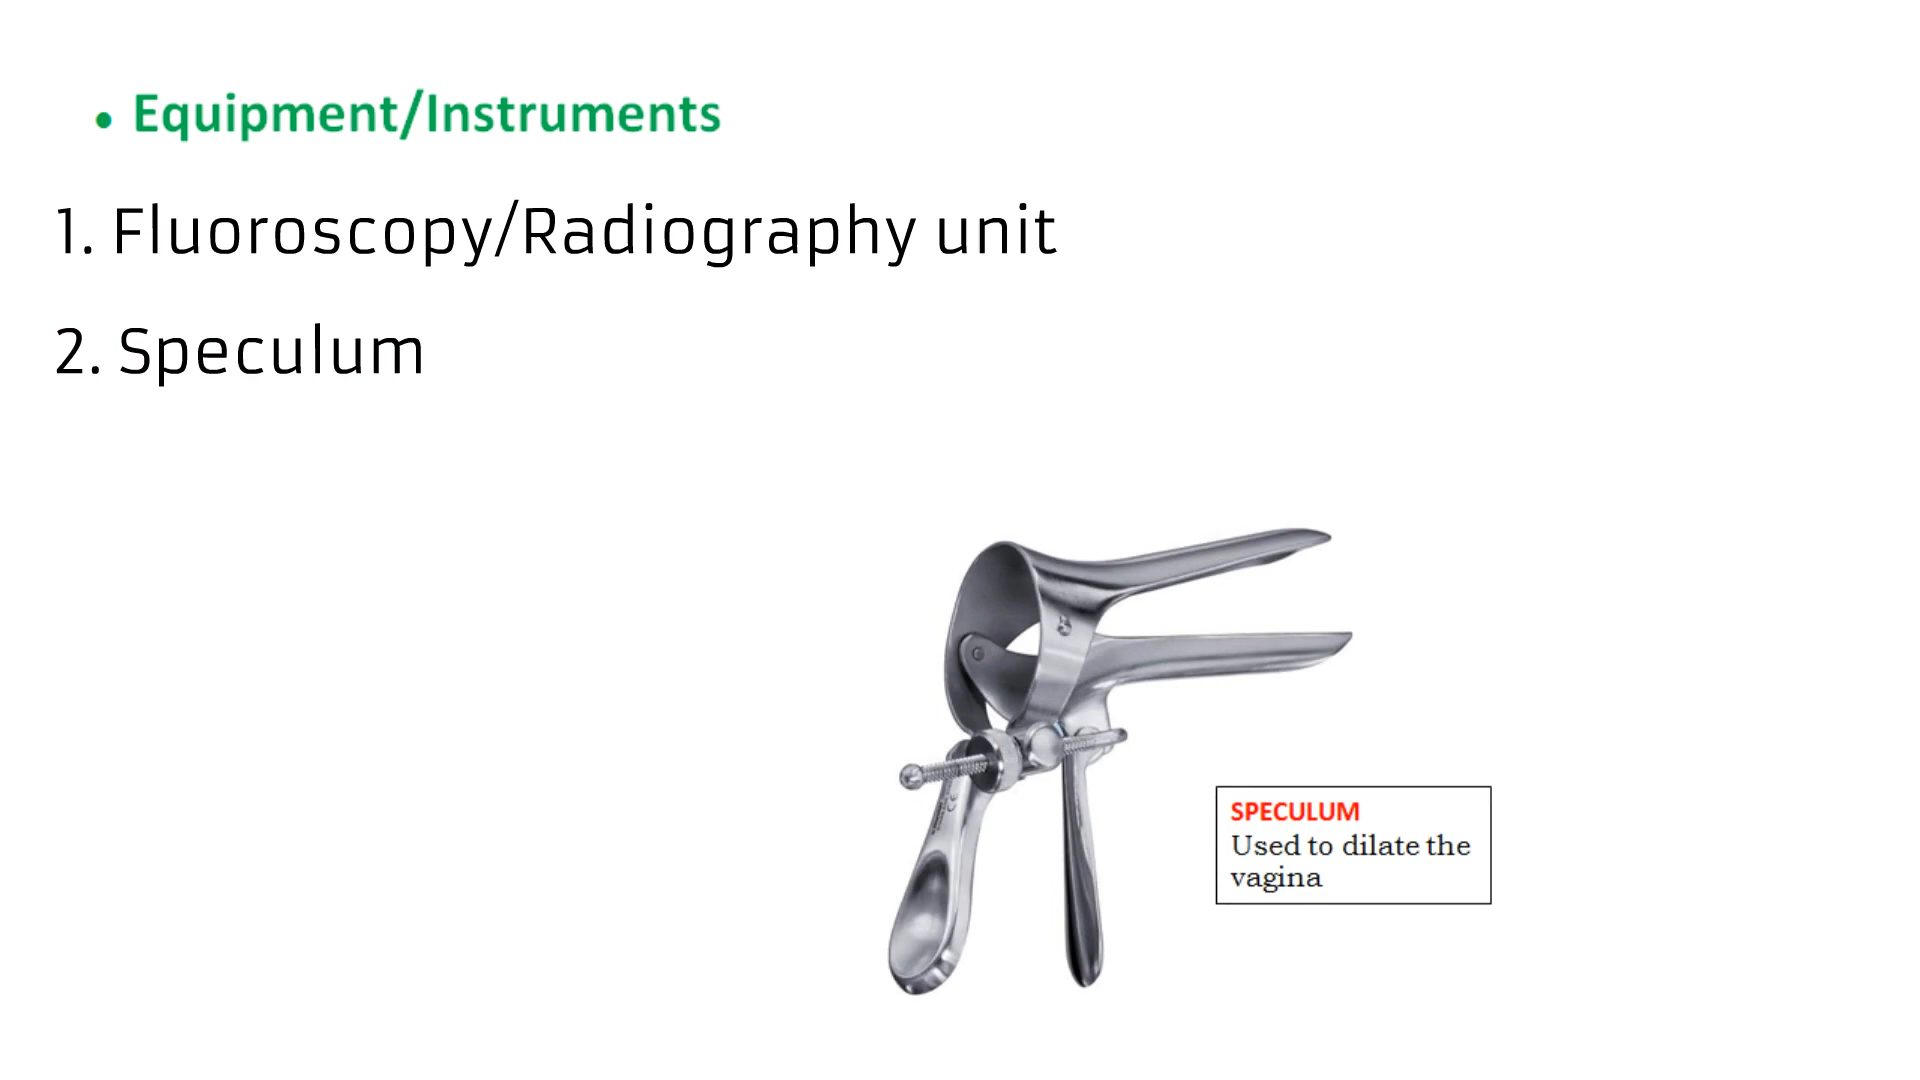 • Equipment/Instruments
1. Fluoroscopy/Radiography unit
2. Speculum
SPECULUM
Used to dilate the
vagina